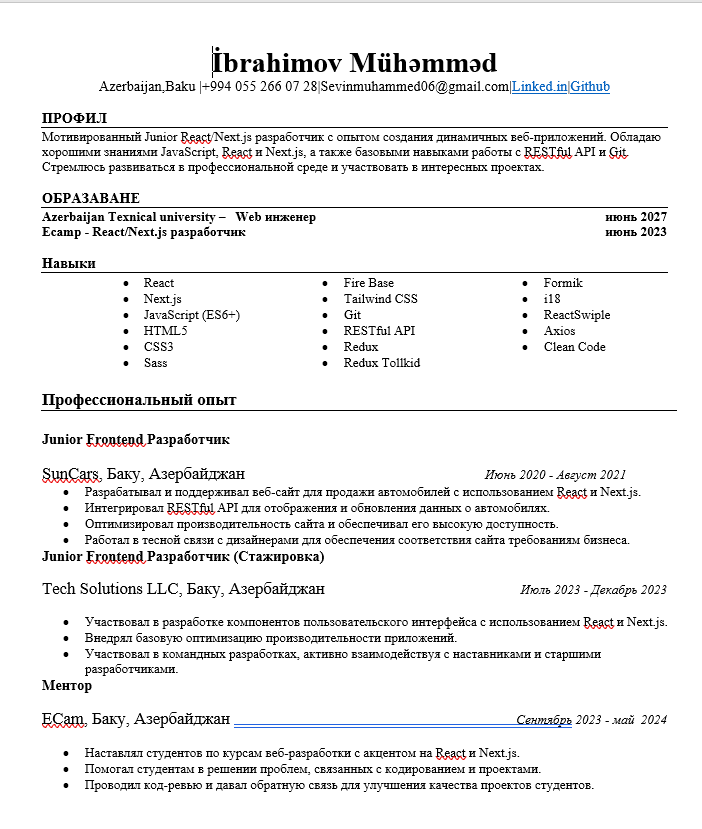 İbrahimov Mühəmməd
Azerbaijan,Baku |+994 055 266 07 28|Sevinmuhammed06@gmail.com|Linked.in|Github
ПРОФИЛ
Мотивированный Junior React/Next.js разработчик с опытом создания динамичных веб-приложений. Обладаю
хорошими знаниями JavaScript, React и Next.js, а также базовыми навыками работы с RESTful API и Git.
Стремлюсь развиваться в профессиональной среде и участвовать в интересных проектах.
ОБРАЗАВАНЕ
Azerbaijan Texnical university – Web инженер июнь 2027
Ecamp - React/Next.js разработчик июнь 2023
Навыки
• React • Fire Base • Formik
• Next.js • Tailwind CSS • i18
• JavaScript (ES6+) • Git • ReactSwiple
• HTML5 • RESTful API • Axios
• CSS3 • Redux • Clean Code
• Sass • Redux Tollkid
Профессиональный опыт
Junior Frontend Разработчик
SunCars, Баку, Азербайджан Июнь 2020 - Август 2021
• Разрабатывал и поддерживал веб-сайт для продажи автомобилей с использованием React и Next.js.
• Интегрировал RESTful API для отображения и обновления данных о автомобилях.
• Оптимизировал производительность сайта и обеспечивал его высокую доступность.
• Работал в тесной связи с дизайнерами для обеспечения соответствия сайта требованиям бизнеса.
Junior Frontend Разработчик (Стажировка)
Tech Solutions LLC, Баку, Азербайджан Июль 2023 - Декабрь 2023
• Участвовал в разработке компонентов пользовательского интерфейса с использованием React и Next.js.
• Внедрял базовую оптимизацию производительности приложений.
• Участвовал в командных разработках, активно взаимодействуя с наставниками и старшими
разработчиками.
Ментор
ECam, Баку, Азербайджан Сентябрь 2023 - май 2024
• Наставлял студентов по курсам веб-разработки с акцентом на React и Next.js.
• Помогал студентам в решении проблем, связанных с кодированием и проектами.
• Проводил код-ревью и давал обратную связь для улучшения качества проектов студентов.